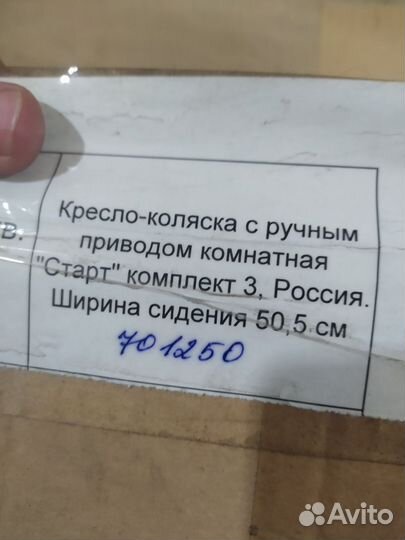 в.
Кресло-коляска с ручным
приводом комнатная
"Старт" комплект 3, Россия.
Ширина сидения 50,5 см
701250
Avito